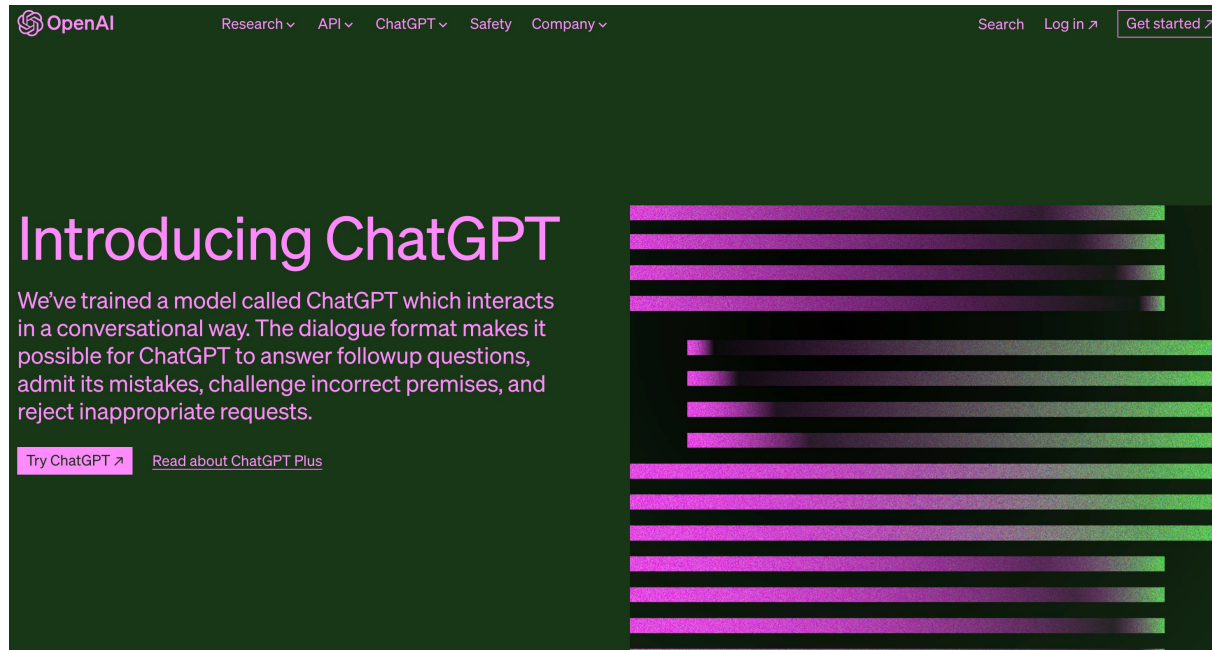 OpenAI Research API ChatGPT Safety Company Search Log in ↗ Get started ↗
Introducing ChatGPT
We’ve trained a model called ChatGPT which interacts
in a conversational way. The dialogue format makes it
possible for ChatGPT to answer followup questions,
admit its mistakes, challenge incorrect premises, and
reject inappropriate requests.
Try ChatGPT ↗ Read about ChatGPT Plus